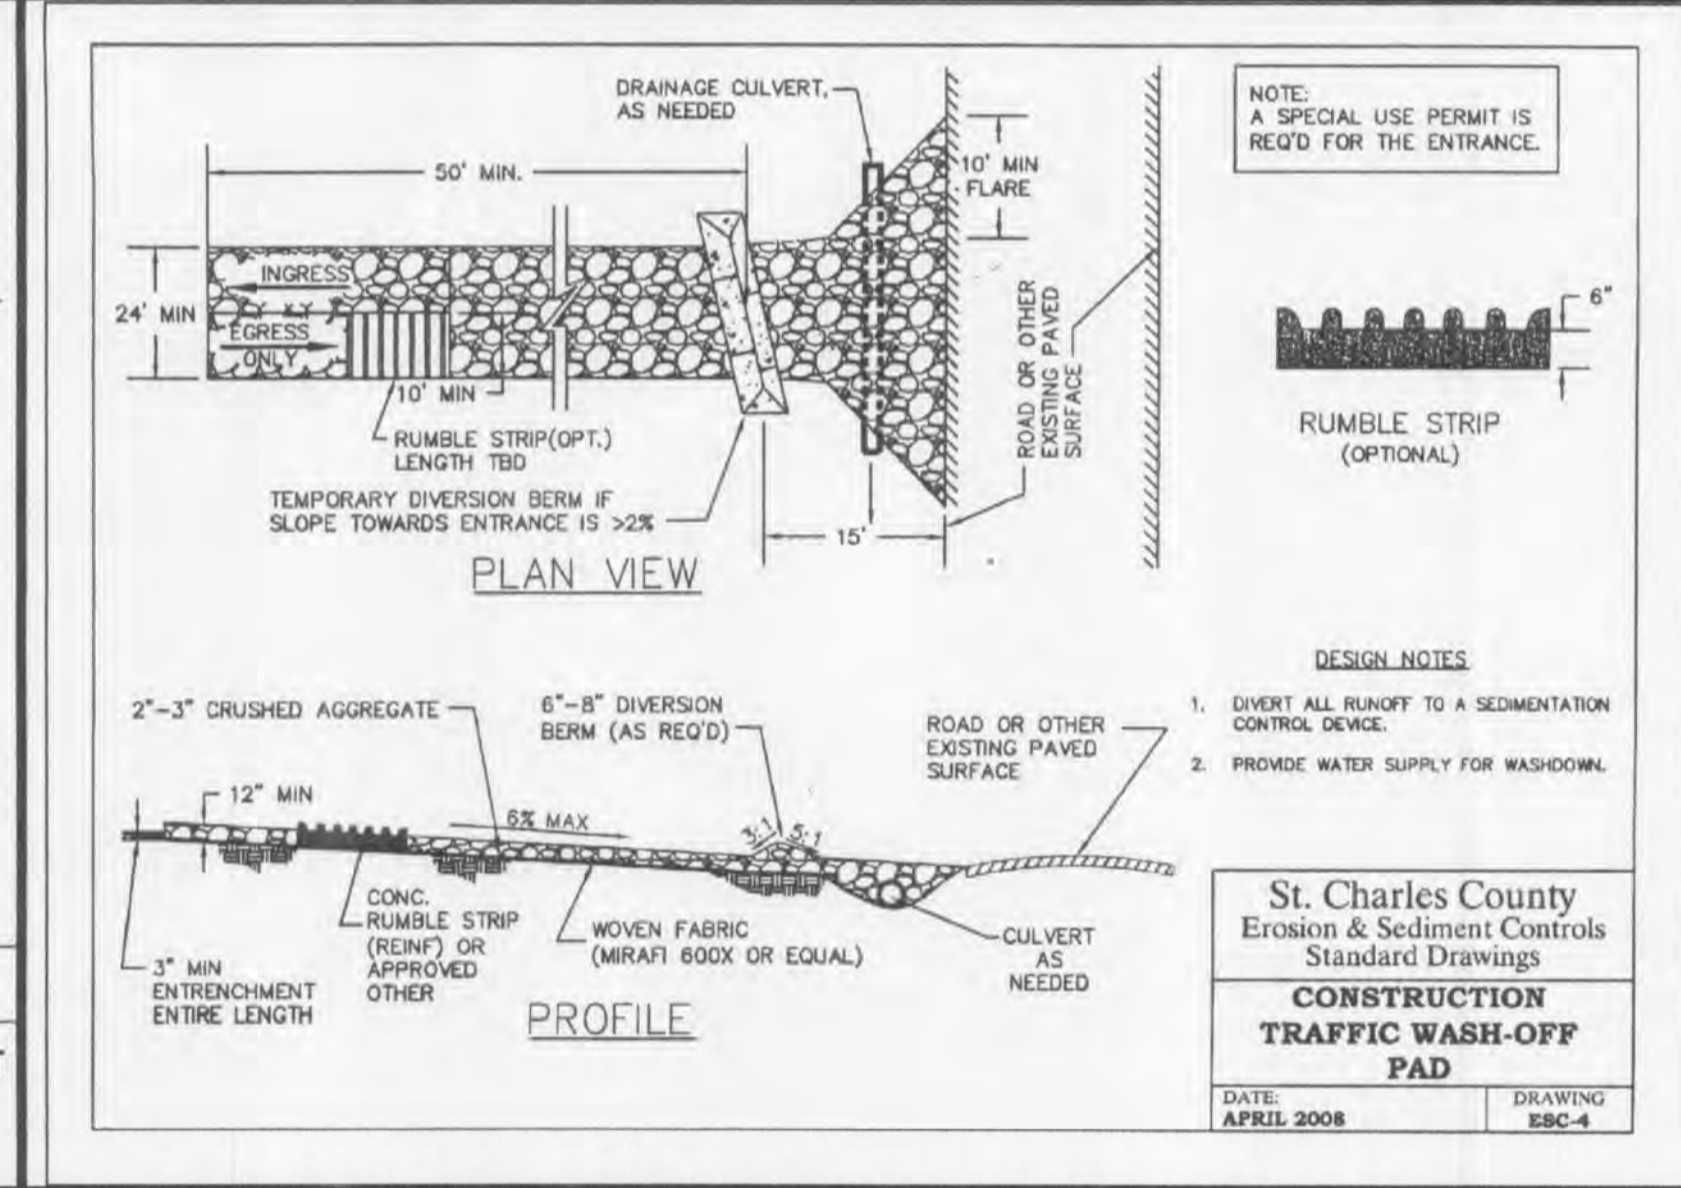 DRAINAGE CULVERT,
AS NEEDED
50' MIN.
10' MIN
FLARE
24' MIN
INGRESS
EGRESS
ONLY
10' MIN
RUMBLE STRIP(OPT.)
LENGTH TBD
TEMPORARY DIVERSION BERM IF
SLOPE TOWARDS ENTRANCE IS >2%
15'
ROAD OR OTHER
EXISTING PAVED
SURFACE
PLAN VIEW
NOTE:
A SPECIAL USE PERMIT IS
REQ'D FOR THE ENTRANCE.
6"
RUMBLE STRIP
(OPTIONAL)
DESIGN NOTES
1. DIVERT ALL RUNOFF TO A SEDIMENTATION
CONTROL DEVICE.
2. PROVIDE WATER SUPPLY FOR WASHDOWN.
2"-3" CRUSHED AGGREGATE
6"-8" DIVERSION
BERM (AS REQ'D)
ROAD OR OTHER
EXISTING PAVED
SURFACE
12" MIN
6% MAX
3:1
5:1
3" MIN
ENTRENCHMENT
ENTIRE LENGTH
CONC.
RUMBLE STRIP
(REINF) OR
APPROVED
OTHER
WOVEN FABRIC
(MIRAFI 600X OR EQUAL)
CULVERT
AS
NEEDED
PROFILE
St. Charles County
Erosion & Sediment Controls
Standard Drawings
CONSTRUCTION
TRAFFIC WASH-OFF
PAD
DATE:
APRIL 2008
DRAWING
ESC-4